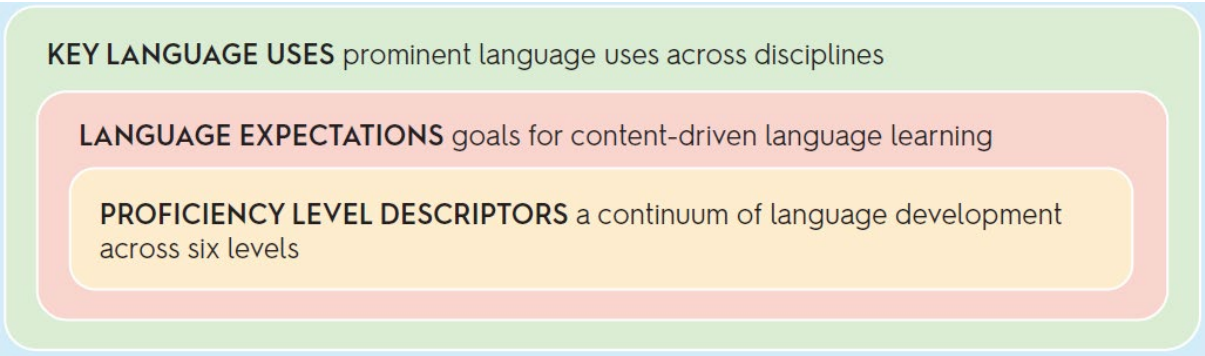 KEY LANGUAGE USES prominent language uses across disciplines
LANGUAGE EXPECTATIONS goals for content-driven language learning
PROFICIENCY LEVEL DESCRIPTORS a continuum of language development
across six levels